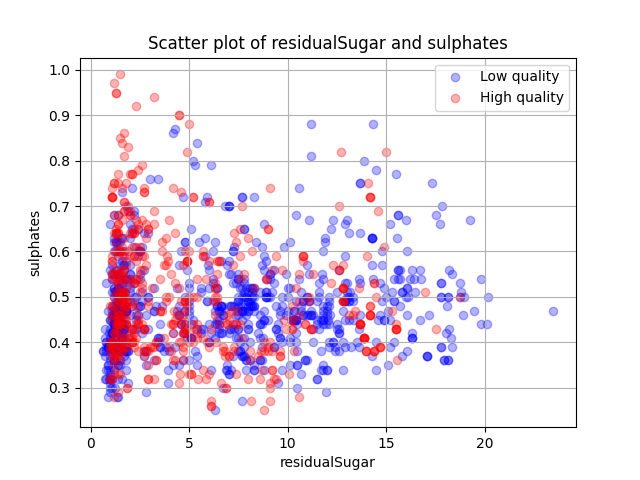 Scatter plot of residualSugar and sulphates
Low quality
High quality
1.0
0.9
0.8
0.7
0.6
0.5
0.4
0.3
sulphates
0 5 10 15 20
residualSugar